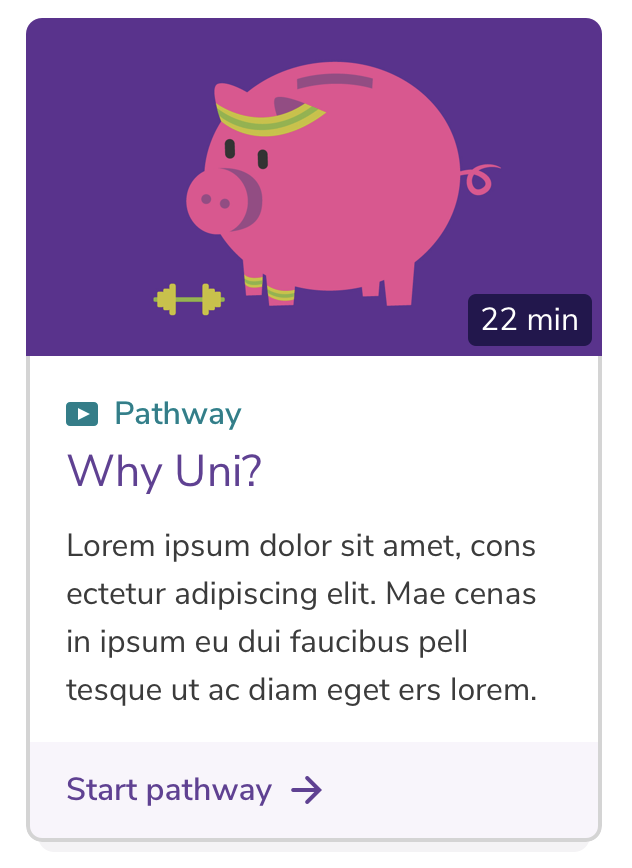 22 min
Pathway
Why Uni?
Lorem ipsum dolor sit amet, cons
ectetur adipiscing elit. Mae cenas
in ipsum eu dui faucibus pell
tesque ut ac diam eget ers lorem.
Start pathway